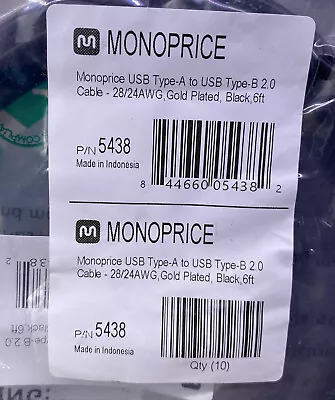 MONOPRICE
Monoprice USB Type-A to USB Type-B 2.0
Cable - 28/24AWG,Gold Plated, Black,6ft
P/N 5438
Made in Indonesia
8 44660 05438 2
MONOPRICE
Monoprice USB Type-A to USB Type-B 2.0
Cable - 28/24AWG,Gold Plated, Black,6ft
P/N 5438
Made in Indonesia
Qty (10)